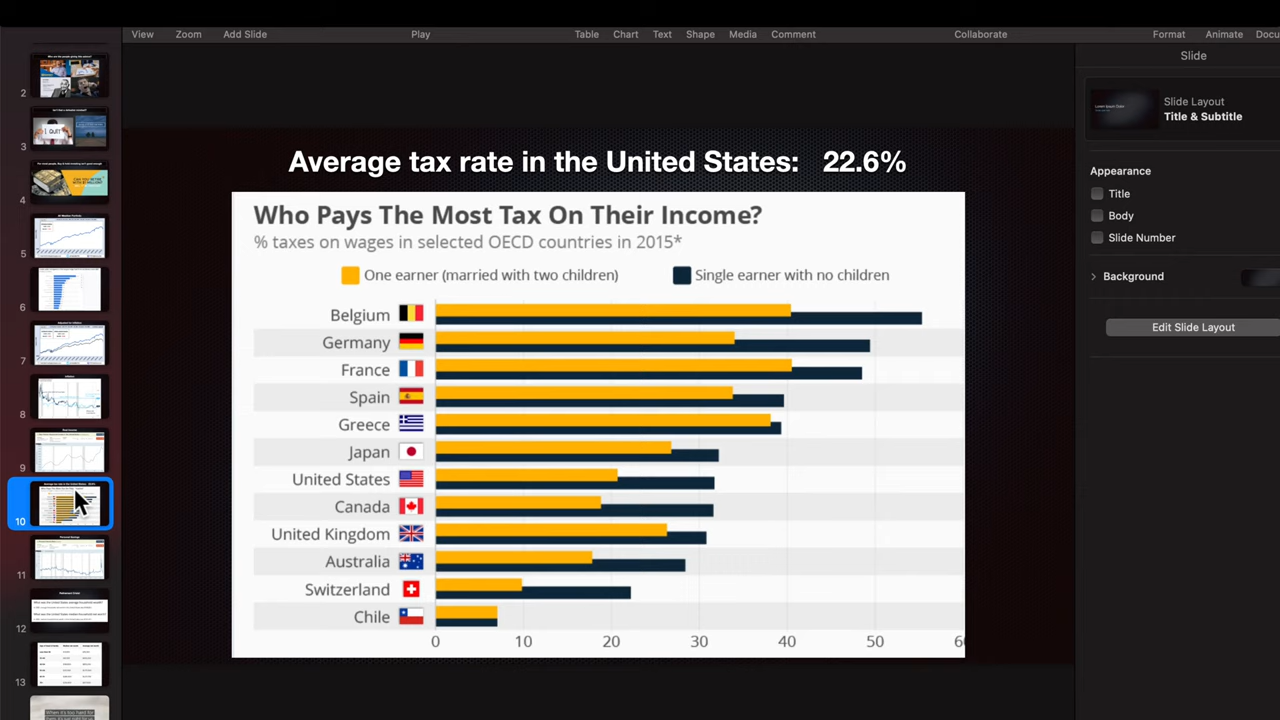 View Zoom Add Slide Play Table Chart Text Shape Media Comment Collaborate Format Animate Docu
Slide
Slide Layout
Title & Subtitle
Appearance
Title
Body
Slide Number
Background
Edit Slide Layout
2
3
I QUIT
4
5
6
7
8
9
10
11
12
13
Average tax rate in the United States: 22.6%
Who Pays The Most Tax On Their Income?
% taxes on wages in selected OECD countries in 2015*
One earner (married with two children) Single earner with no children
Belgium
Germany
France
Spain
Greece
Japan
United States
Canada
United Kingdom
Australia
Switzerland
Chile
0 10 20 30 40 50